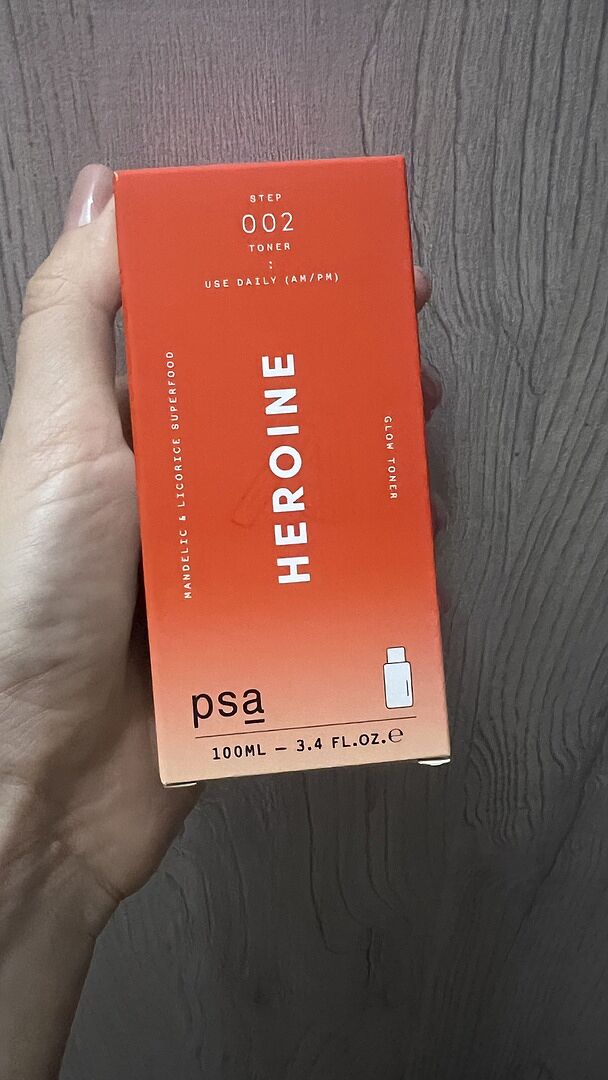 STEP
002
TONER
:
USE DAILY (AM/PM)
MANDELIC & LICORICE SUPERFOOD
HEROINE
GLOW TONER
psa
100ML — 3.4 FL.OZ.℮